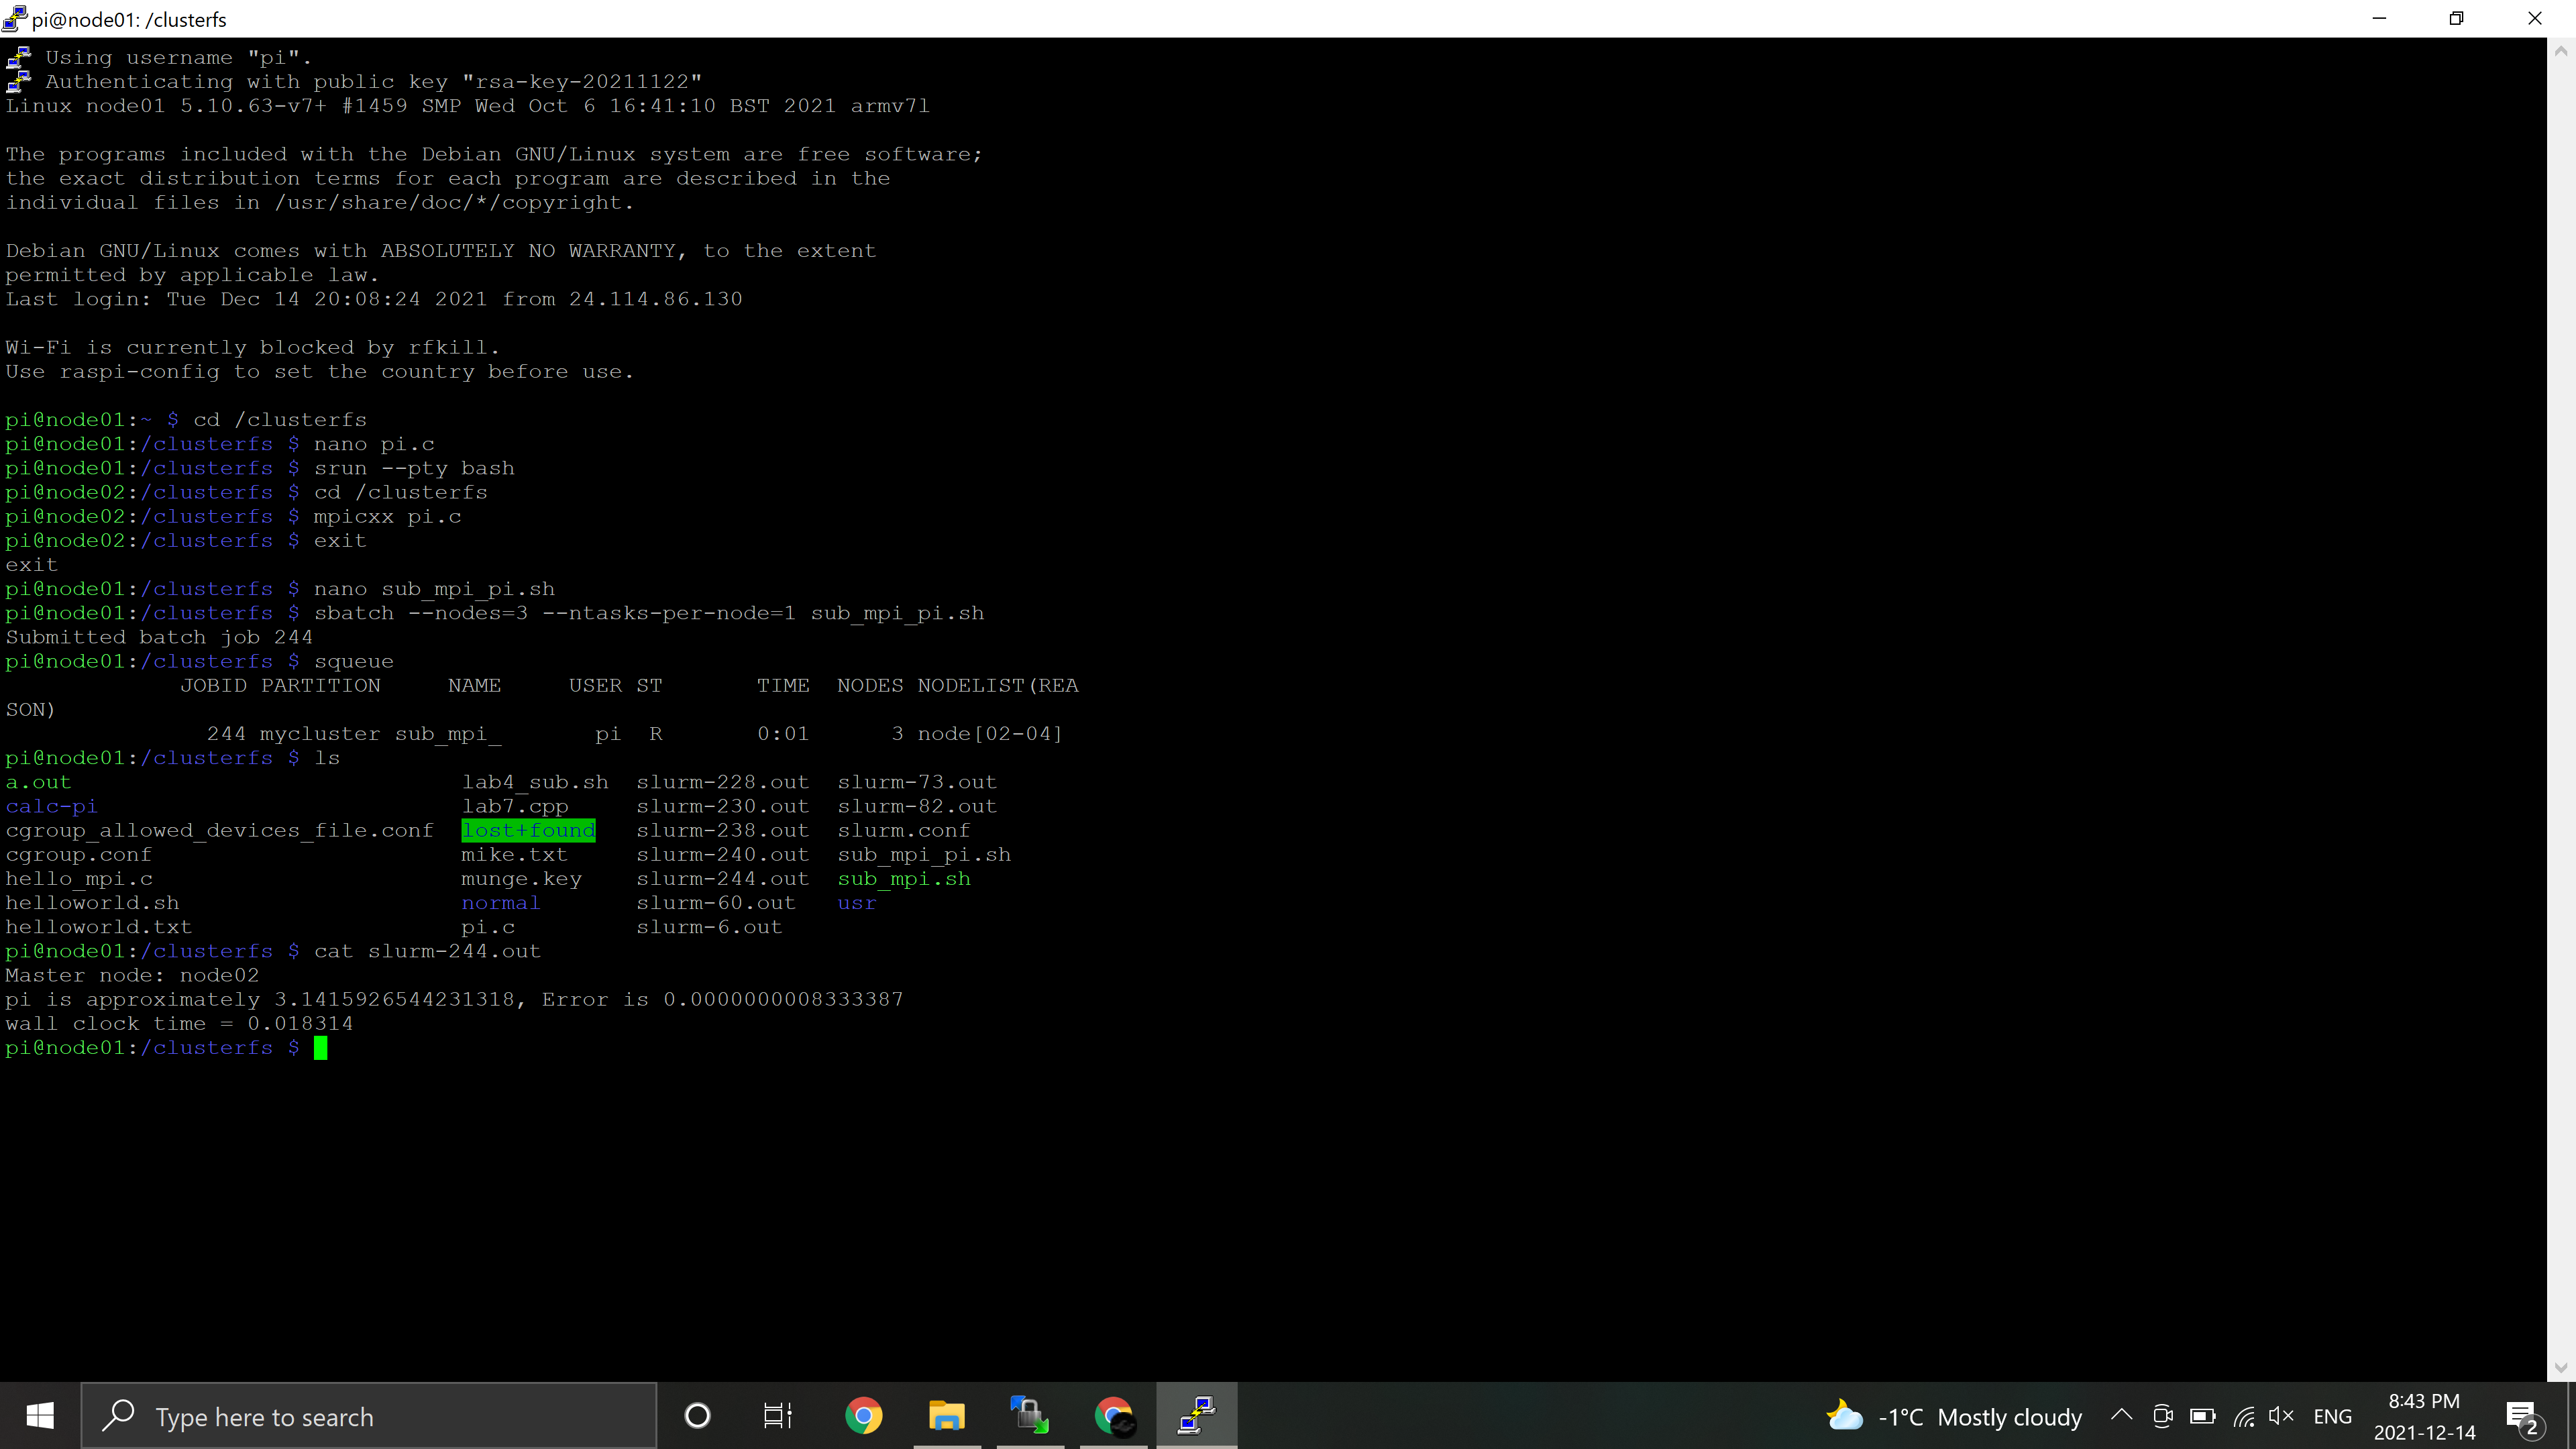 pi@node01: /clusterfs
Using username "pi".
Authenticating with public key "rsa-key-20211122"
Linux node01 5.10.63-v7+ #1459 SMP Wed Oct 6 16:41:10 BST 2021 armv7l
The programs included with the Debian GNU/Linux system are free software;
the exact distribution terms for each program are described in the
individual files in /usr/share/doc/*/copyright.
Debian GNU/Linux comes with ABSOLUTELY NO WARRANTY, to the extent
permitted by applicable law.
Last login: Tue Dec 14 20:08:24 2021 from 24.114.86.130
Wi-Fi is currently blocked by rfkill.
Use raspi-config to set the country before use.
pi@node01:~ $ cd /clusterfs
pi@node01:/clusterfs $ nano pi.c
pi@node01:/clusterfs $ srun --pty bash
pi@node02:/clusterfs $ cd /clusterfs
pi@node02:/clusterfs $ mpicxx pi.c
pi@node02:/clusterfs $ exit
exit
pi@node01:/clusterfs $ nano sub_mpi_pi.sh
pi@node01:/clusterfs $ sbatch --nodes=3 --ntasks-per-node=1 sub_mpi_pi.sh
Submitted batch job 244
pi@node01:/clusterfs $ squeue
JOBID PARTITION NAME USER ST TIME NODES NODELIST(REA
SON)
244 mycluster sub_mpi_ pi R 0:01 3 node[02-04]
pi@node01:/clusterfs $ ls
a.out lab4_sub.sh slurm-228.out slurm-73.out
calc-pi lab7.cpp slurm-230.out slurm-82.out
cgroup_allowed_devices_file.conf lost+found slurm-238.out slurm.conf
cgroup.conf mike.txt slurm-240.out sub_mpi_pi.sh
hello_mpi.c munge.key slurm-244.out sub_mpi.sh
helloworld.sh normal slurm-60.out usr
helloworld.txt pi.c slurm-6.out
pi@node01:/clusterfs $ cat slurm-244.out
Master node: node02
pi is approximately 3.1415926544231318, Error is 0.0000000008333387
wall clock time = 0.018314
pi@node01:/clusterfs $
Type here to search
-1°C Mostly cloudy
ENG
8:43 PM
2021-12-14
2